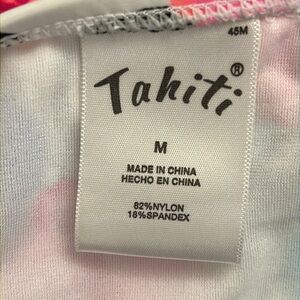 45M
Tahiti®
M
MADE IN CHINA
HECHO EN CHINA
82%NYLON
18%SPANDEX